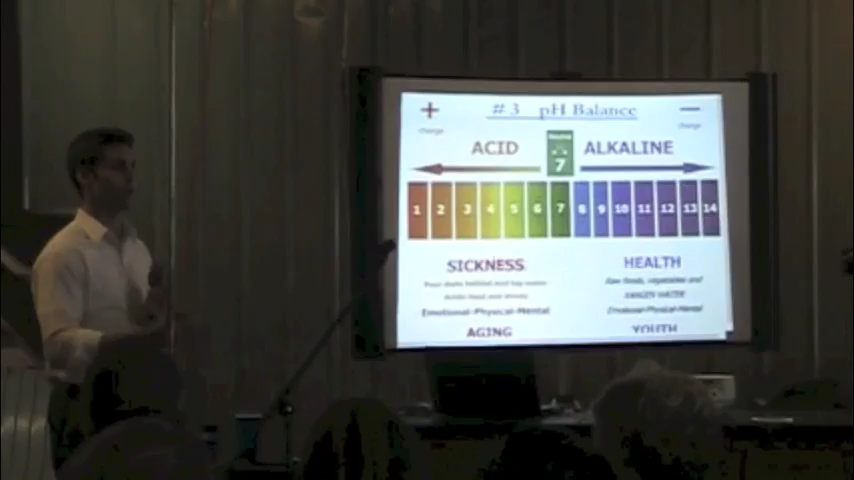 # 3 pH Balance
+ −
charge charge
ACID 7 ALKALINE
1 2 3 4 5 6 7 8 9 10 11 12 13 14
SICKNESS HEALTH
Raw foods, vegetables and
KANGEN WATER
Emotional-Physical-Mental Emotional-Physical-Mental
AGING YOUTH